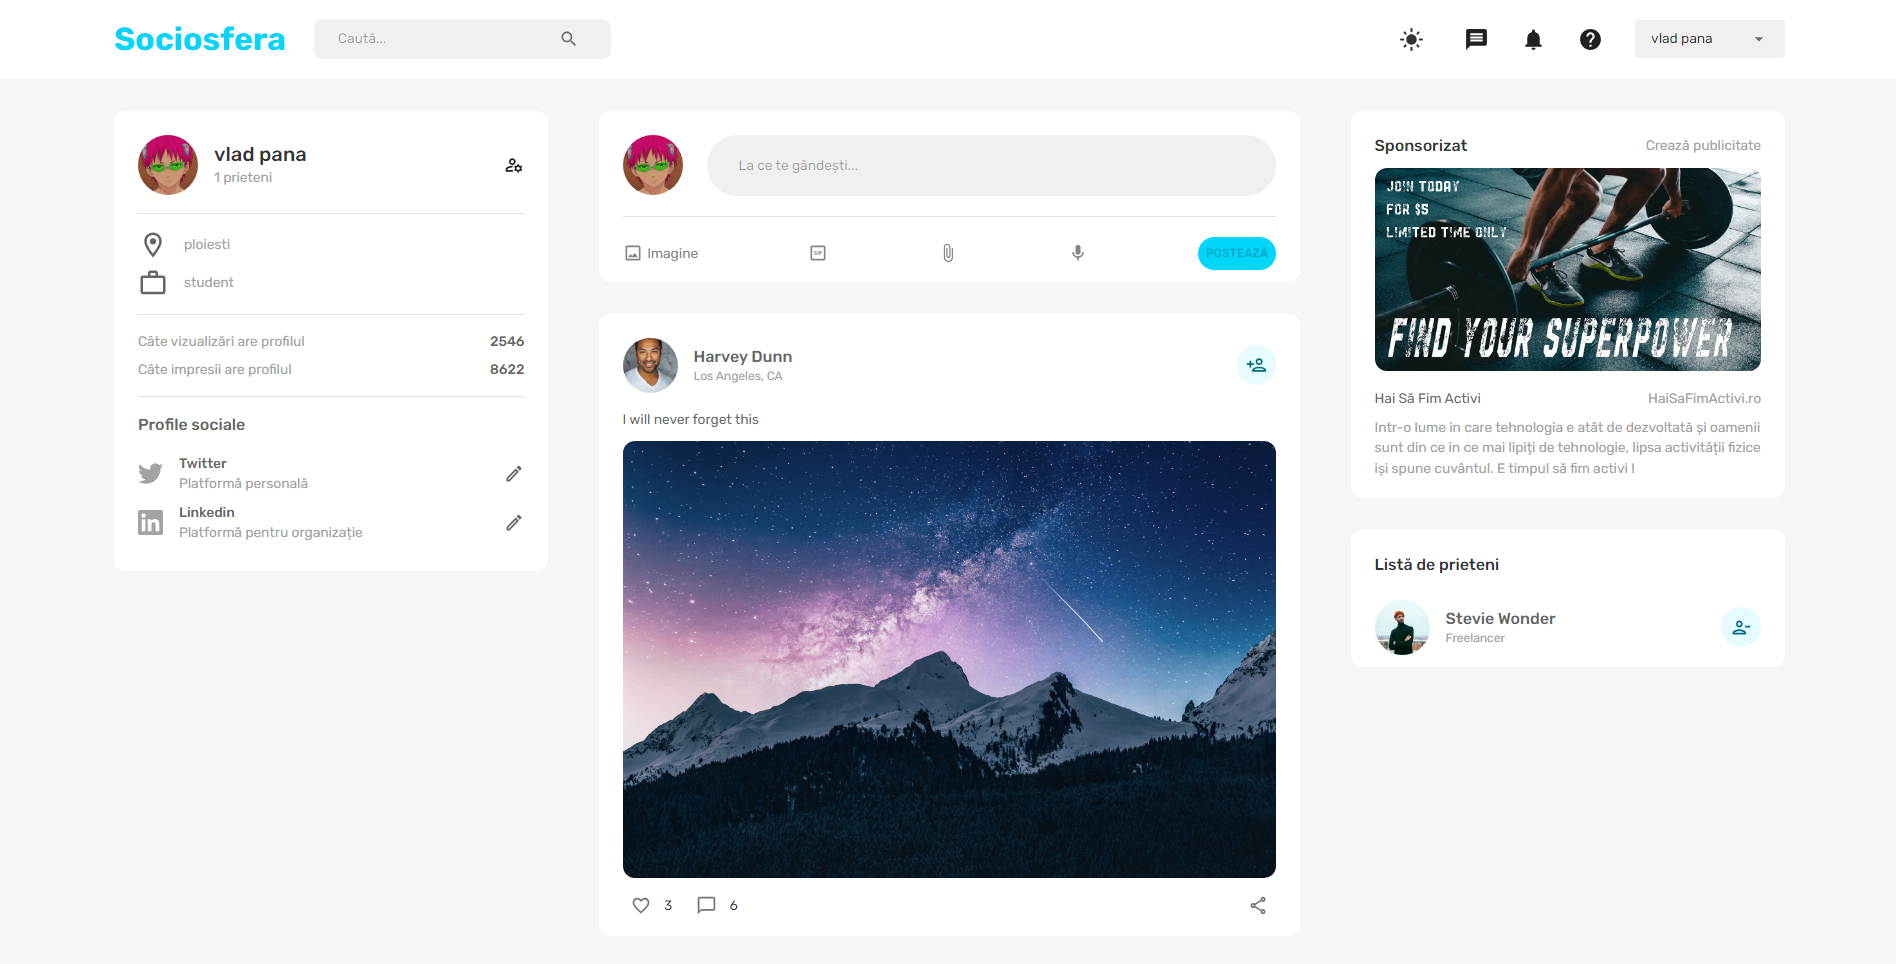 Sociosfera
Caută...
vlad pana
vlad pana
1 prieteni
ploiesti
student
Câte vizualizări are profilul 2546
Câte impresii are profilul 8622
Profile sociale
Twitter
Platformă personală
Linkedin
Platformă pentru organizație
La ce te gândești...
Imagine
GIF
POSTEAZĂ
Harvey Dunn
Los Angeles, CA
I will never forget this
3
6
Sponsorizat Crează publicitate
JOIN TODAY
FOR $5
LIMITED TIME ONLY
FIND YOUR SUPERPOWER
Hai Să Fim Activi HaiSaFimActivi.ro
Intr-o lume in care tehnologia e atât de dezvoltată și oamenii
sunt din ce in ce mai lipiți de tehnologie, lipsa activității fizice
iși spune cuvântul. E timpul să fim activi !
Listă de prieteni
Stevie Wonder
Freelancer